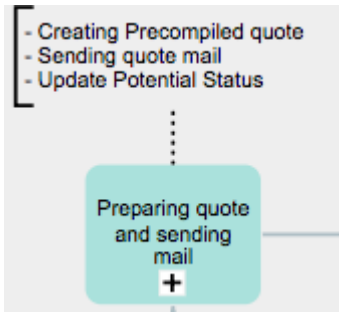 - Creating Precompiled quote
- Sending quote mail
- Update Potential Status
Preparing quote
and sending
mail